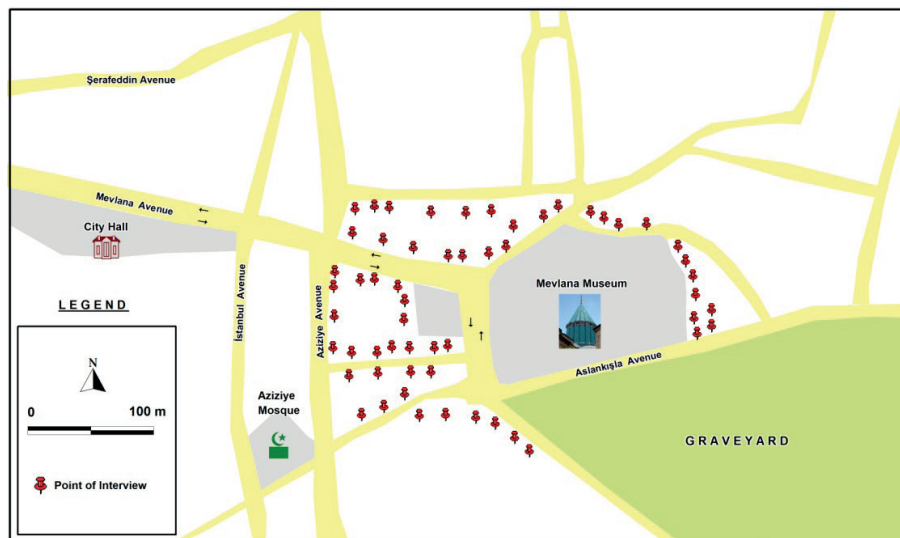 Şerafeddin Avenue
Mevlana Avenue
City Hall
İstanbul Avenue
Aziziye Avenue
Mevlana Museum
Aslankışla Avenue
Aziziye
Mosque
GRAVEYARD
LEGEND
N
0 100 m
Point of Interview